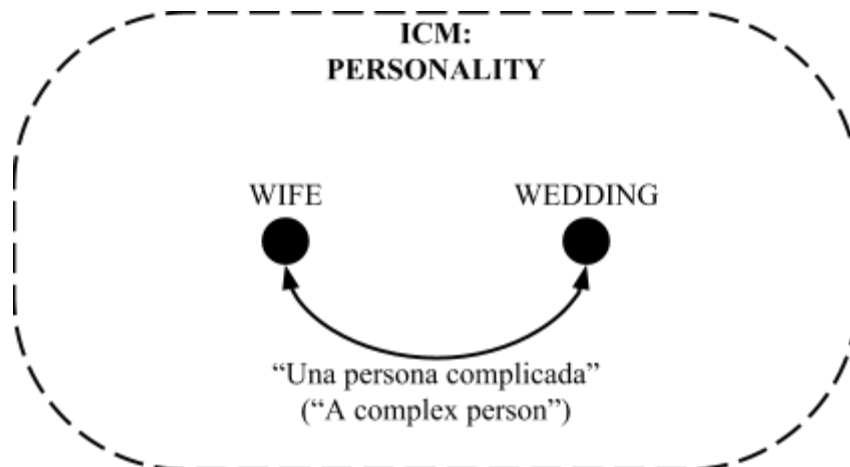 ICM:
PERSONALITY
WIFE WEDDING
“Una persona complicada”
(“A complex person”)